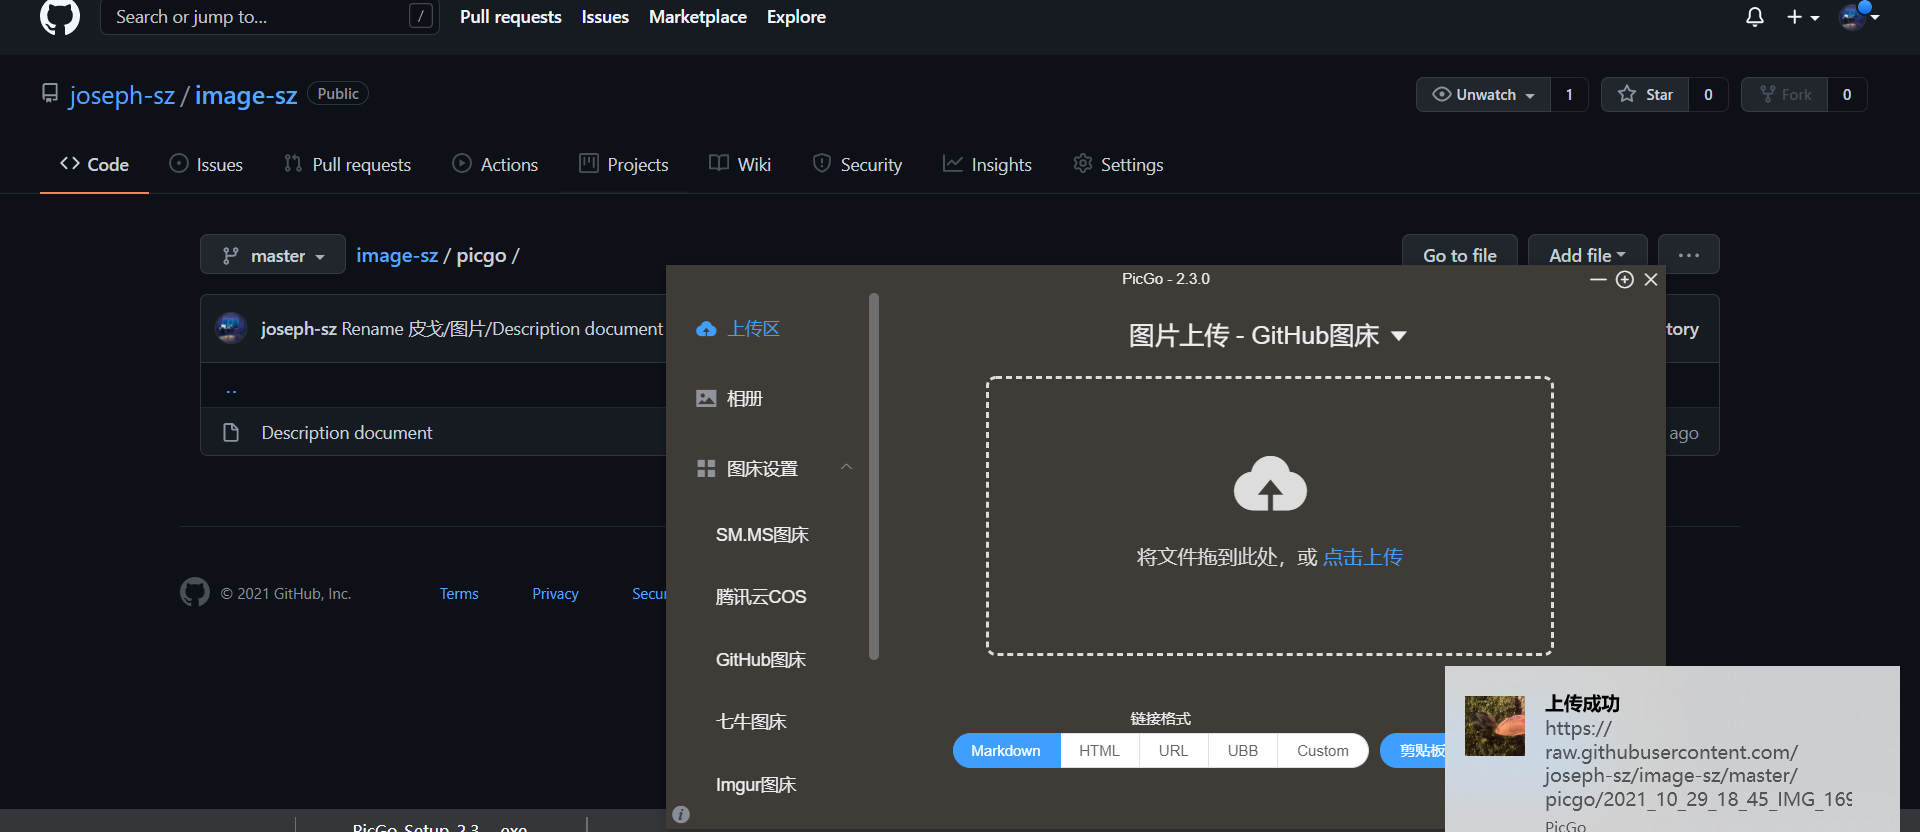 Search or jump to...
/
Pull requests
Issues
Marketplace
Explore
joseph-sz / image-sz
Public
Unwatch
1
Star
0
Fork
0
Code
Issues
Pull requests
Actions
Projects
Wiki
Security
Insights
Settings
master
image-sz / picgo /
Go to file
Add file
joseph-sz Rename 皮戈/图片/Description document
tory
..
Description document
ago
© 2021 GitHub, Inc.
Terms
Privacy
Secu
PicGo - 2.3.0
上传区
相册
图床设置
SM.MS图床
腾讯云COS
GitHub图床
七牛图床
Imgur图床
图片上传 - GitHub图床
将文件拖到此处，或 点击上传
链接格式
Markdown
HTML
URL
UBB
Custom
剪贴板
上传成功
https://
raw.githubusercontent.com/
joseph-sz/image-sz/master/
picgo/2021_10_29_18_45_IMG_169
PicGo